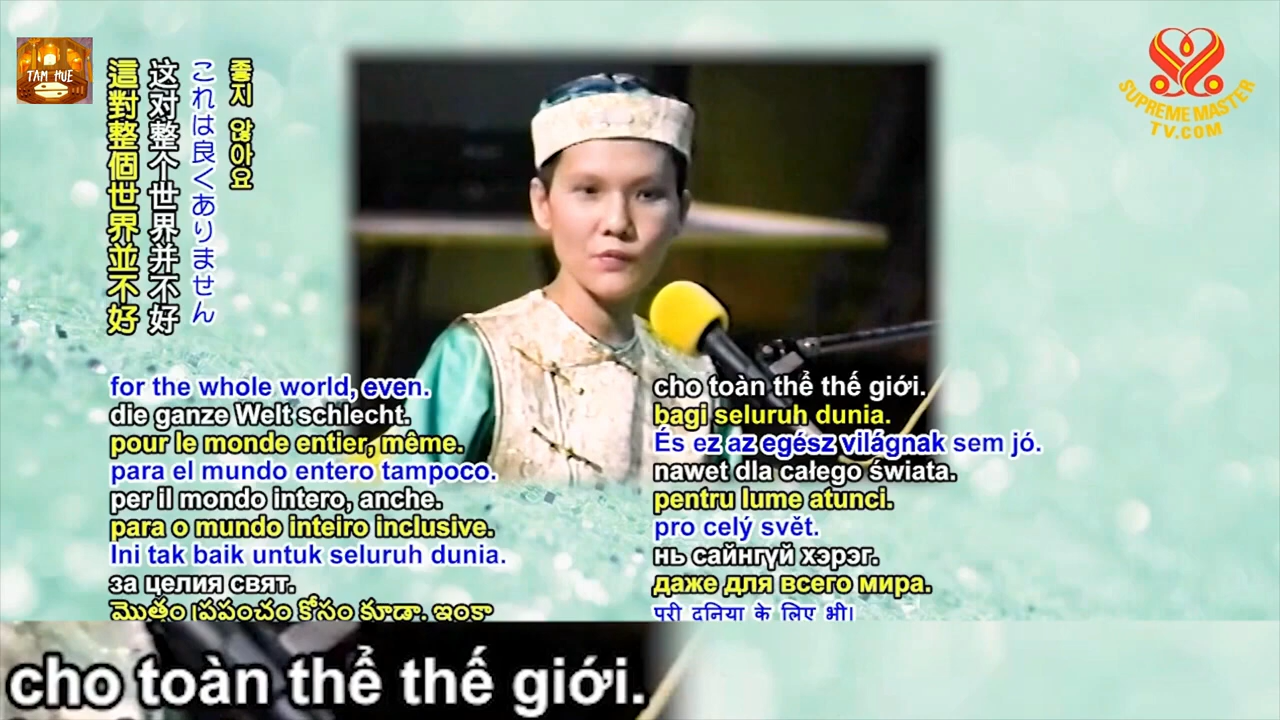 TAM HUE
SUPREME MASTER
TV.COM
좋지 않아요
これは良くありません
这对整个世界并不好
這對整個世界並不好
for the whole world, even.
die ganze Welt schlecht.
pour le monde entier, même.
para el mundo entero tampoco.
per il mondo intero, anche.
para o mundo inteiro inclusive.
Ini tak baik untuk seluruh dunia.
за целия свят.
మొత్తం ప్రపంచం కోసం కూడా. ఇంకా
cho toàn thể thế giới.
bagi seluruh dunia.
És ez az egész világnak sem jó.
nawet dla całego świata.
pentru lume atunci.
pro celý svět.
нь сайнгүй хэрэг.
даже для всего мира.
पूरी दुनिया के लिए भी।
cho toàn thể thế giới.